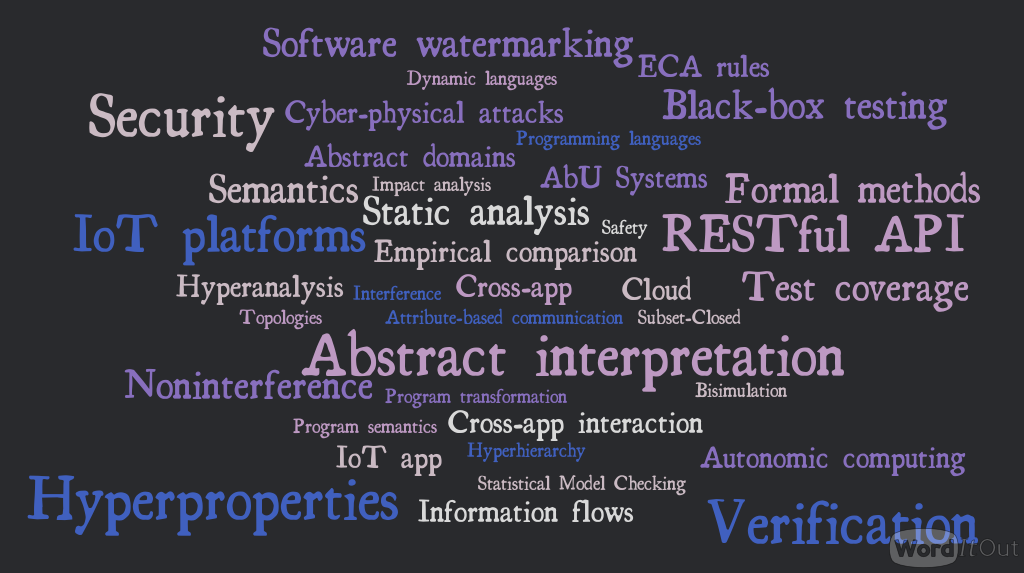 Software watermarking
ECA rules
Dynamic languages
Security
Cyber-physical attacks
Black-box testing
Programming languages
Abstract domains
Semantics
Impact analysis
AbU Systems
Formal methods
Static analysis
Safety
IoT platforms
RESTful API
Empirical comparison
Hyperanalysis
Interference
Cross-app
Cloud
Test coverage
Topologies
Attribute-based communication
Subset-Closed
Abstract interpretation
Noninterference
Program transformation
Bisimulation
Program semantics
Cross-app interaction
IoT app
Hyperhierarchy
Autonomic computing
Statistical Model Checking
Hyperproperties
Information flows
Verification
WordItOut